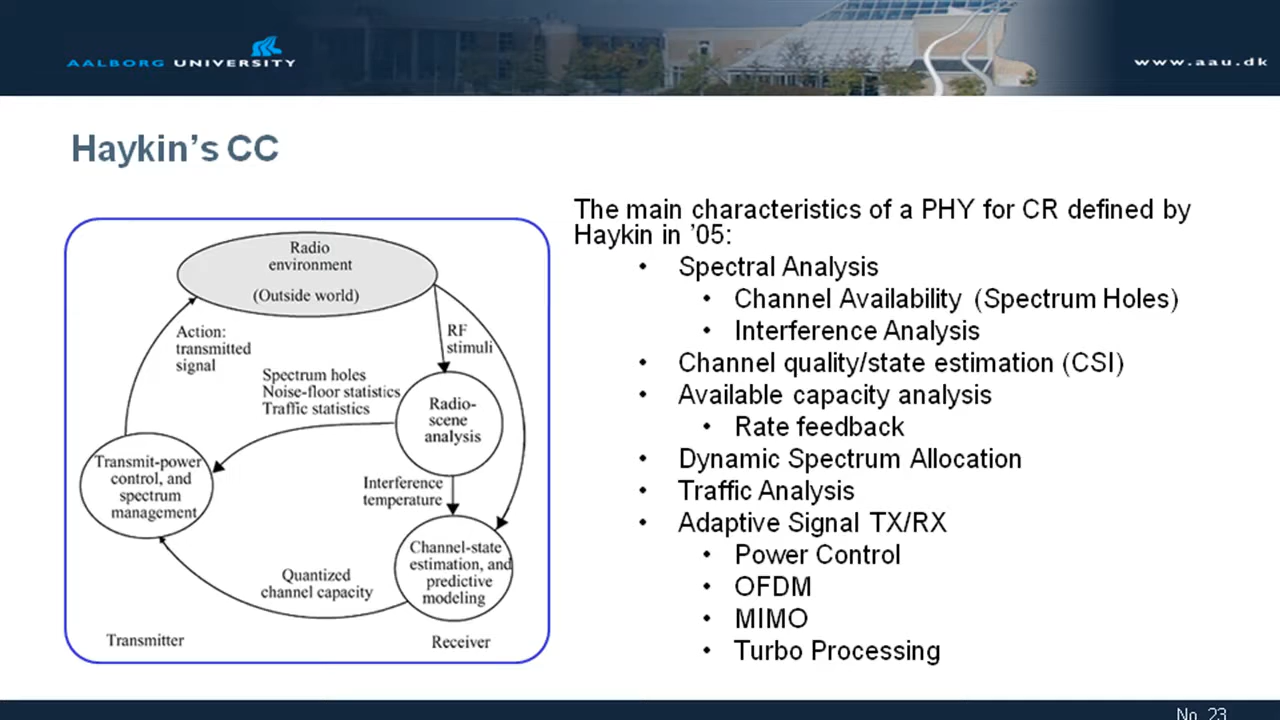 AALBORG UNIVERSITY
www.aau.dk
Haykin's CC
Radio
environment
(Outside world)
Action:
transmitted
signal
RF
stimuli
Spectrum holes
Noise-floor statistics
Traffic statistics
Radio-
scene
analysis
Transmit-power
control, and
spectrum
management
Interference
temperature
Channel-state
estimation, and
predictive
modeling
Quantized
channel capacity
Transmitter
Receiver
The main characteristics of a PHY for CR defined by
Haykin in '05:
• Spectral Analysis
• Channel Availability (Spectrum Holes)
• Interference Analysis
• Channel quality/state estimation (CSI)
• Available capacity analysis
• Rate feedback
• Dynamic Spectrum Allocation
• Traffic Analysis
• Adaptive Signal TX/RX
• Power Control
• OFDM
• MIMO
• Turbo Processing
No. 23